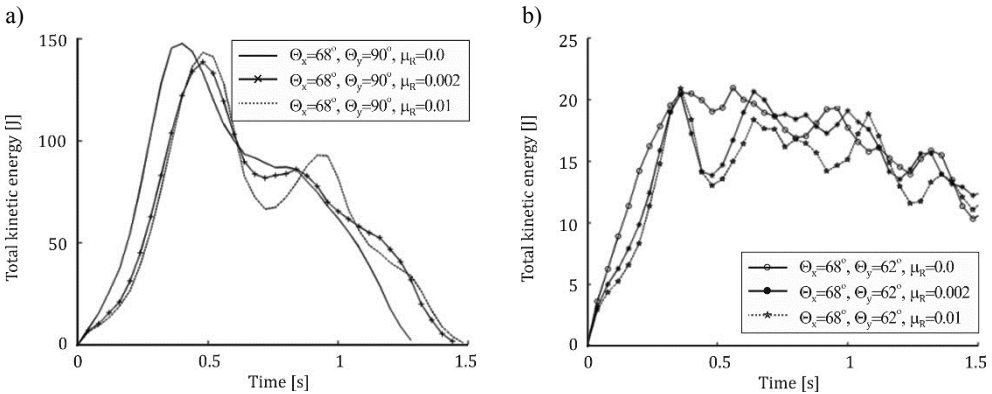 a)
Total kinetic energy [J]
150
100
50
0
Θx=68°, Θy=90°, μR=0.0
Θx=68°, Θy=90°, μR=0.002
Θx=68°, Θy=90°, μR=0.01
0 0.5 1 1.5
Time [s]
b)
Total kinetic energy [J]
25
20
15
10
5
0
Θx=68°, Θy=62°, μR=0.0
Θx=68°, Θy=62°, μR=0.002
Θx=68°, Θy=62°, μR=0.01
0 0.5 1 1.5
Time [s]